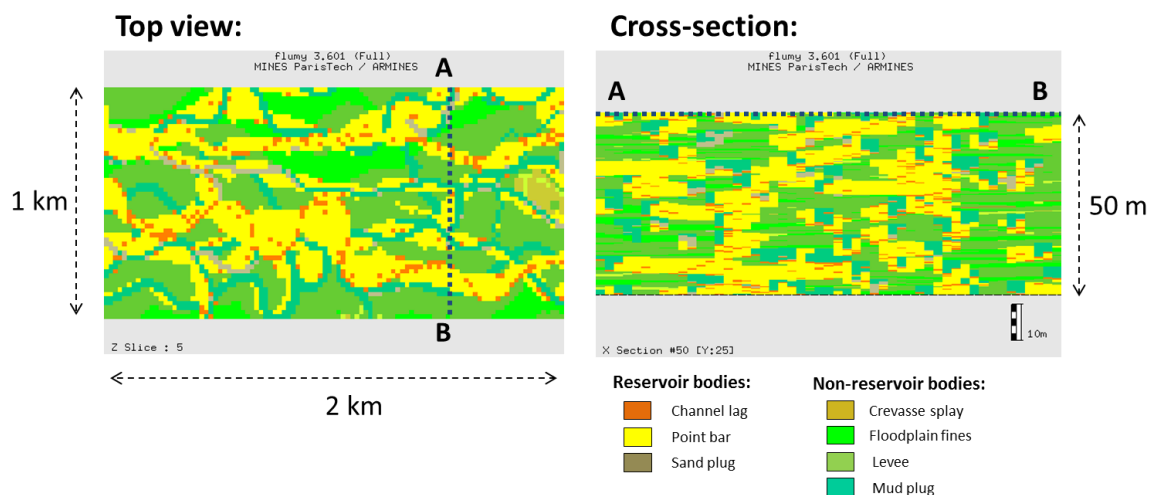 Top view:
flumy 3.601 (Full)
MINES ParisTech / ARMINES
A
1 km
B
Z Slice : 5
2 km
Cross-section:
flumy 3.601 (Full)
MINES ParisTech / ARMINES
A
B
50 m
10m
X Section #50 [Y:25]
Reservoir bodies:
Channel lag
Point bar
Sand plug
Non-reservoir bodies:
Crevasse splay
Floodplain fines
Levee
Mud plug